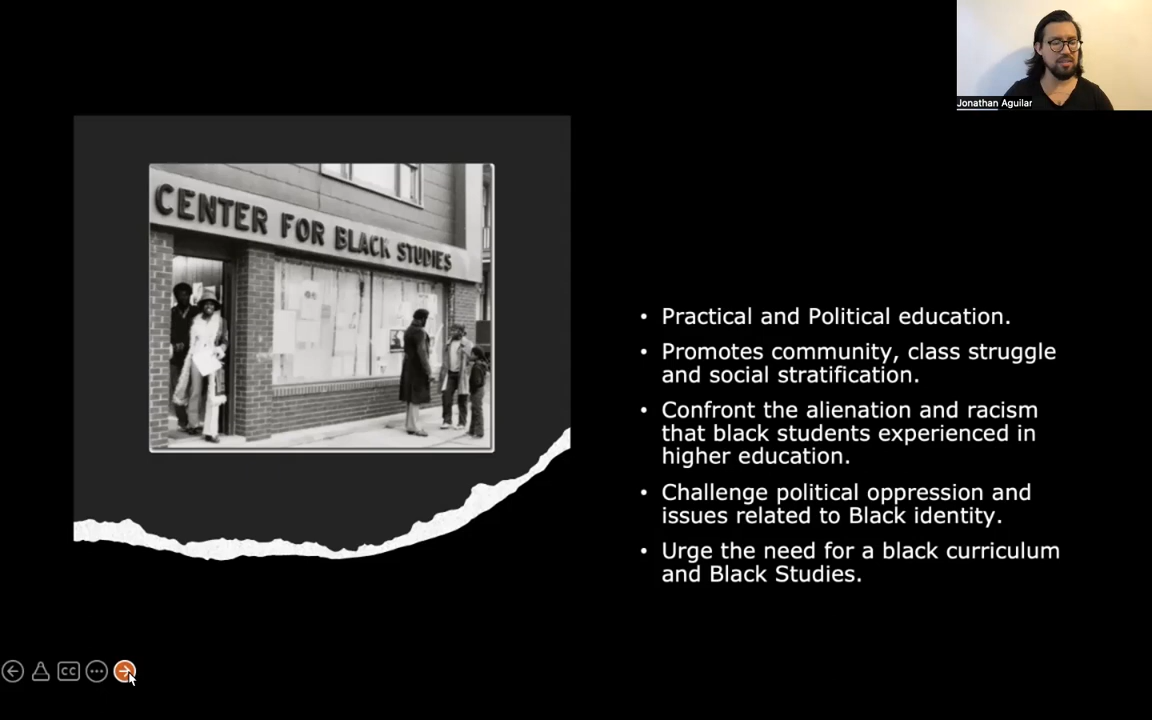 Jonathan Aguilar
CENTER FOR BLACK STUDIES
• Practical and Political education.
• Promotes community, class struggle
and social stratification.
• Confront the alienation and racism
that black students experienced in
higher education.
• Challenge political oppression and
issues related to Black identity.
• Urge the need for a black curriculum
and Black Studies.
CC